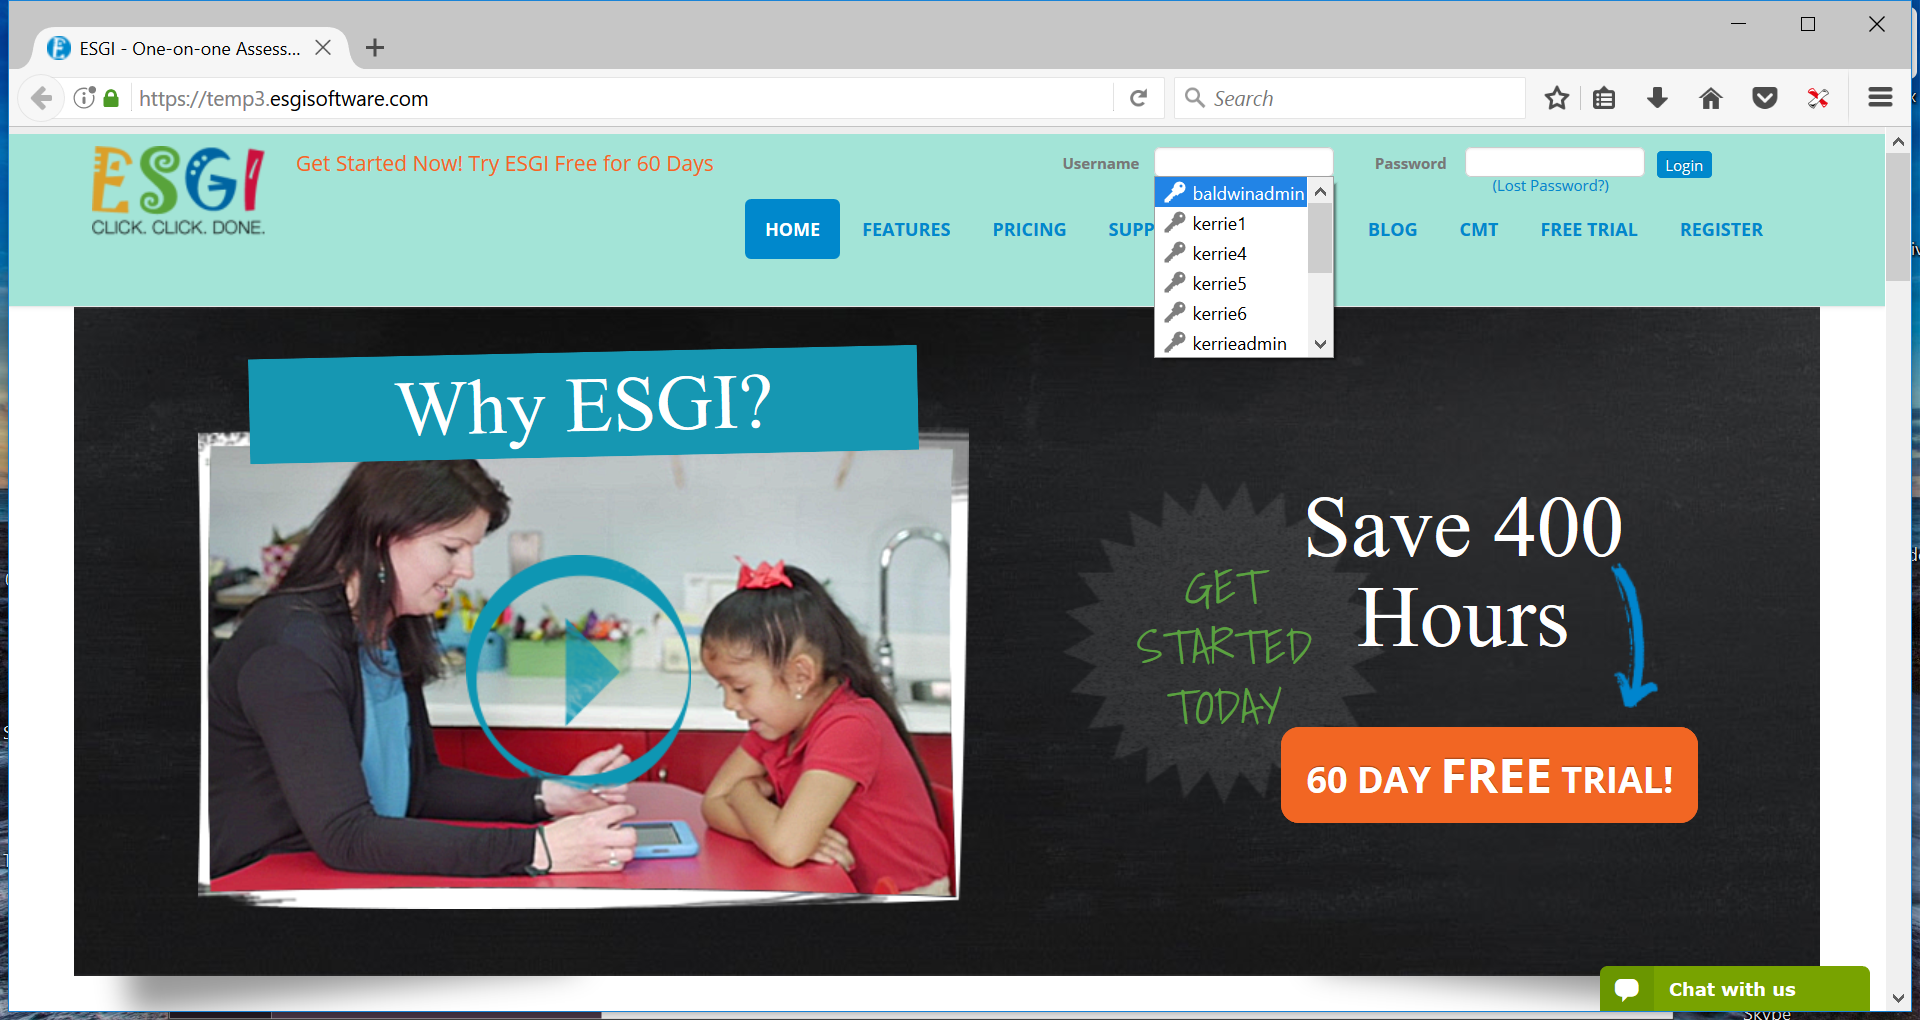 ESGI - One-on-one Assess...
https://temp3.esgisoftware.com
Search
ESGI
CLICK. CLICK. DONE.
Get Started Now! Try ESGI Free for 60 Days
Username
Password
Login
(Lost Password?)
baldwinadmin
kerrie1
kerrie4
kerrie5
kerrie6
kerrieadmin
HOME FEATURES PRICING SUPP BLOG CMT FREE TRIAL REGISTER
Why ESGI?
GET
STARTED
TODAY
Save 400
Hours
60 DAY FREE TRIAL!
Chat with us
Skype